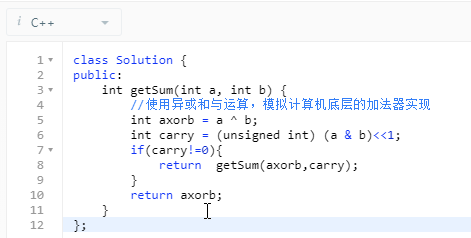 i C++
1 class Solution {
2 public:
3     int getSum(int a, int b) {
4         //使用异或和与运算，模拟计算机底层的加法器实现
5         int axorb = a ^ b;
6         int carry = (unsigned int) (a & b)<<1;
7         if(carry!=0){
8             return  getSum(axorb,carry);
9         }
10         return axorb;
11     }
12 };